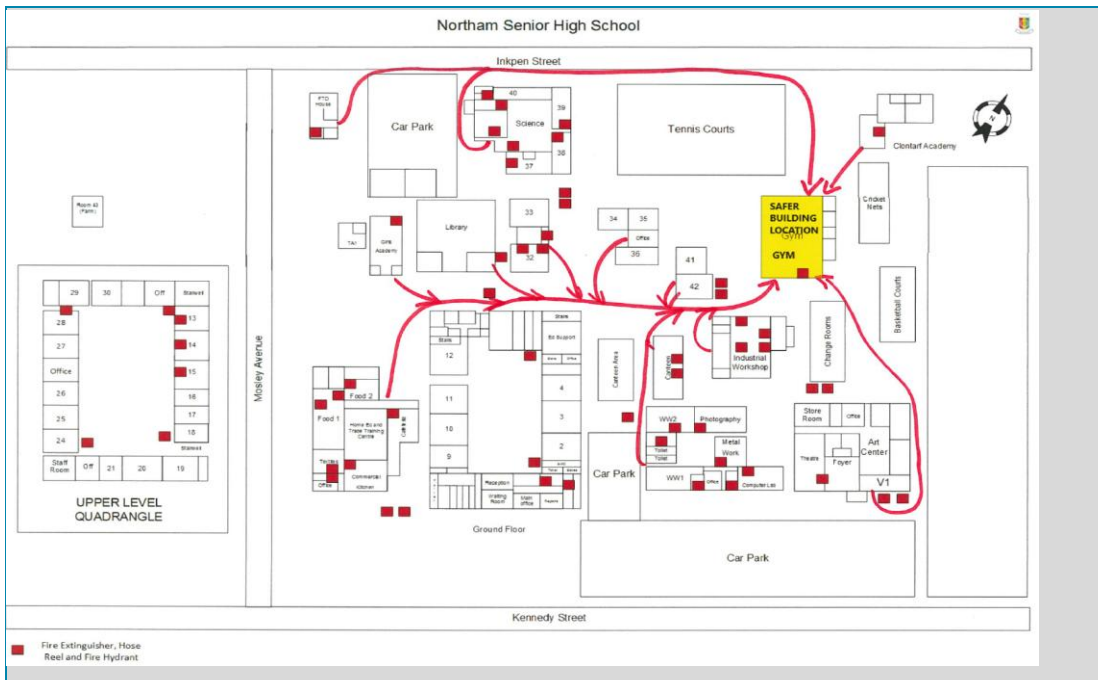 Northam Senior High School
Inkpen Street
PTO
House
Car Park
40
39
Science
38
37
Tennis Courts
N
Clontarf Academy
Room 42
(Farm)
TA1
GPS
Academy
Library
33
32
34
35
Office
36
41
42
SAFER
BUILDING
LOCATION
Gym
GYM
Cricket
Nets
Basketball Courts
Mosley Avenue
29
30
Off
Stairwell
28
27
Office
26
25
24
13
14
15
16
17
18
Stairwell
Staff
Room
Off
21
20
19
UPPER LEVEL
QUADRANGLE
Food 2
Food 1
Home Ed and
Trade Training
Centre
Textiles
Office
Commercial
Kitchen
Stairs
12
11
10
9
Stairs
Ed Support
Office
4
3
2
Reception
Waiting
Room
Main
office
Ground Floor
Canteen Area
Canteen
Industrial
Workshop
Change Rooms
WW2
Photography
Toilet
Toilet
Metal
Work
WW1
Office
Computer Lab
Car Park
Store
Room
Office
Art
Center
Theatre
Foyer
V1
Car Park
Kennedy Street
Fire Extinguisher, Hose
Reel and Fire Hydrant